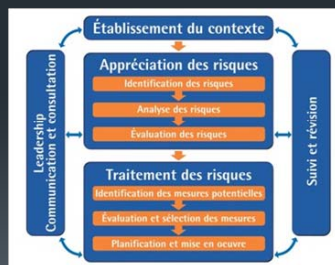 Établissement du contexte
Appréciation des risques
Identification des risques
Analyse des risques
Évaluation des risques
Traitement des risques
Identification des mesures potentielles
Évaluation et sélection des mesures
Planification et mise en oeuvre
Leadership
Communication et consultation
Suivi et révision